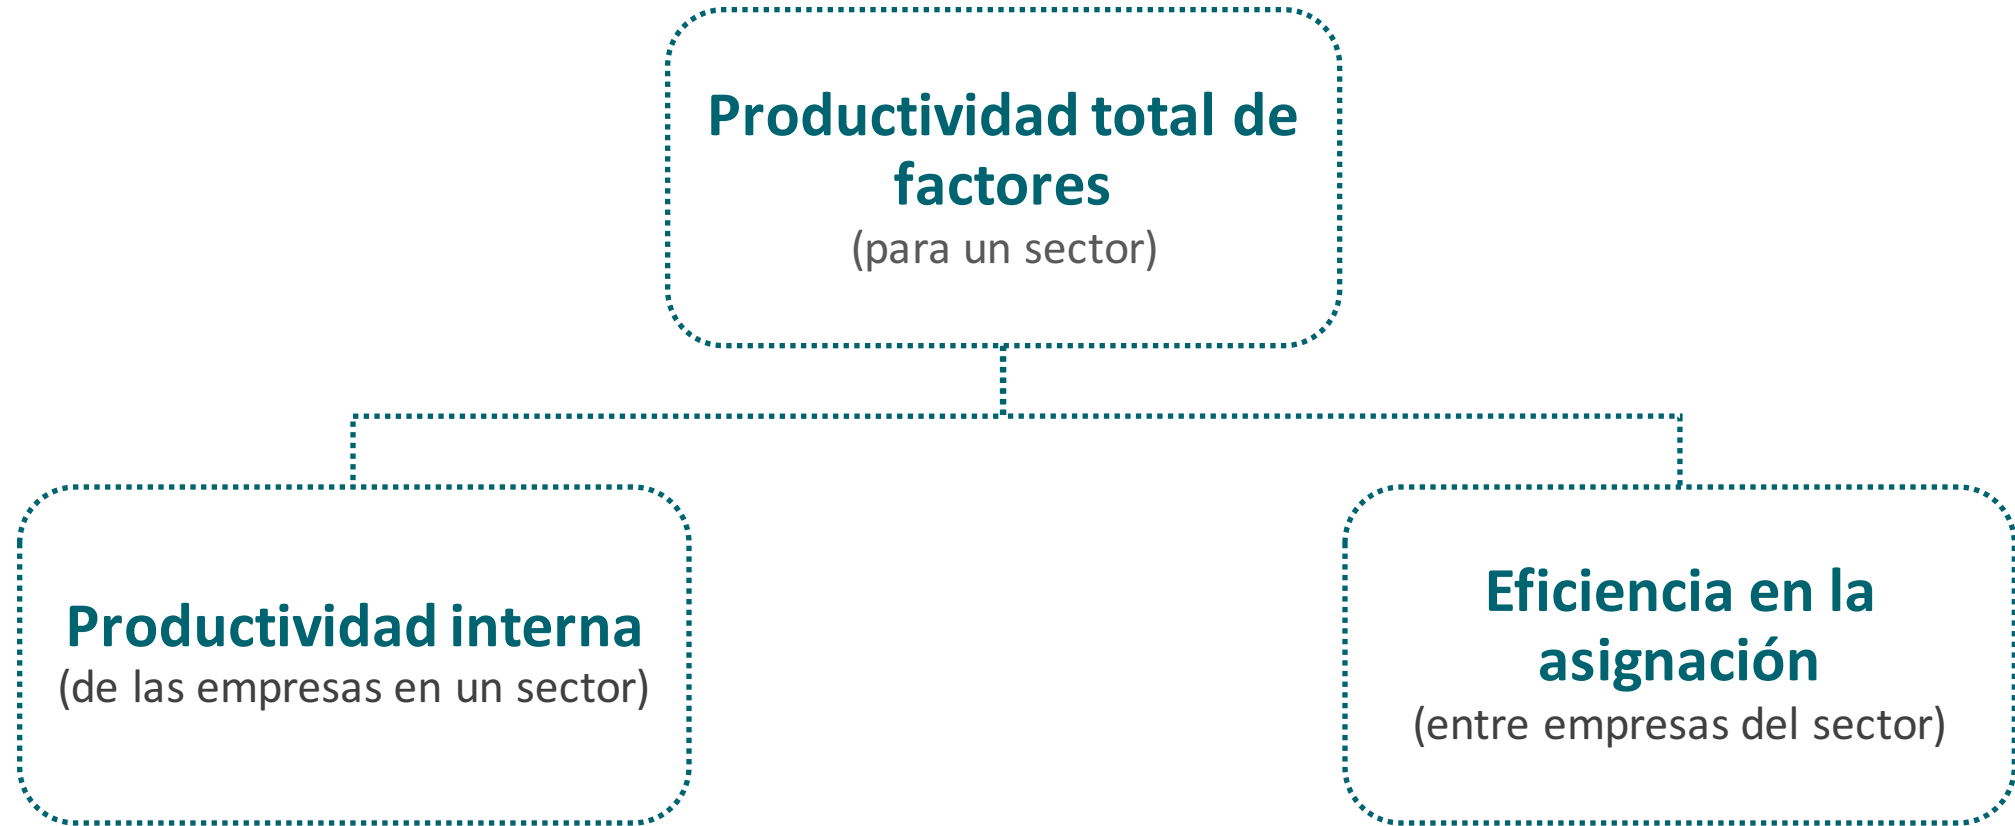 Productividad total de
factores
(para un sector)
Productividad interna
(de las empresas en un sector)
Eficiencia en la
asignación
(entre empresas del sector)